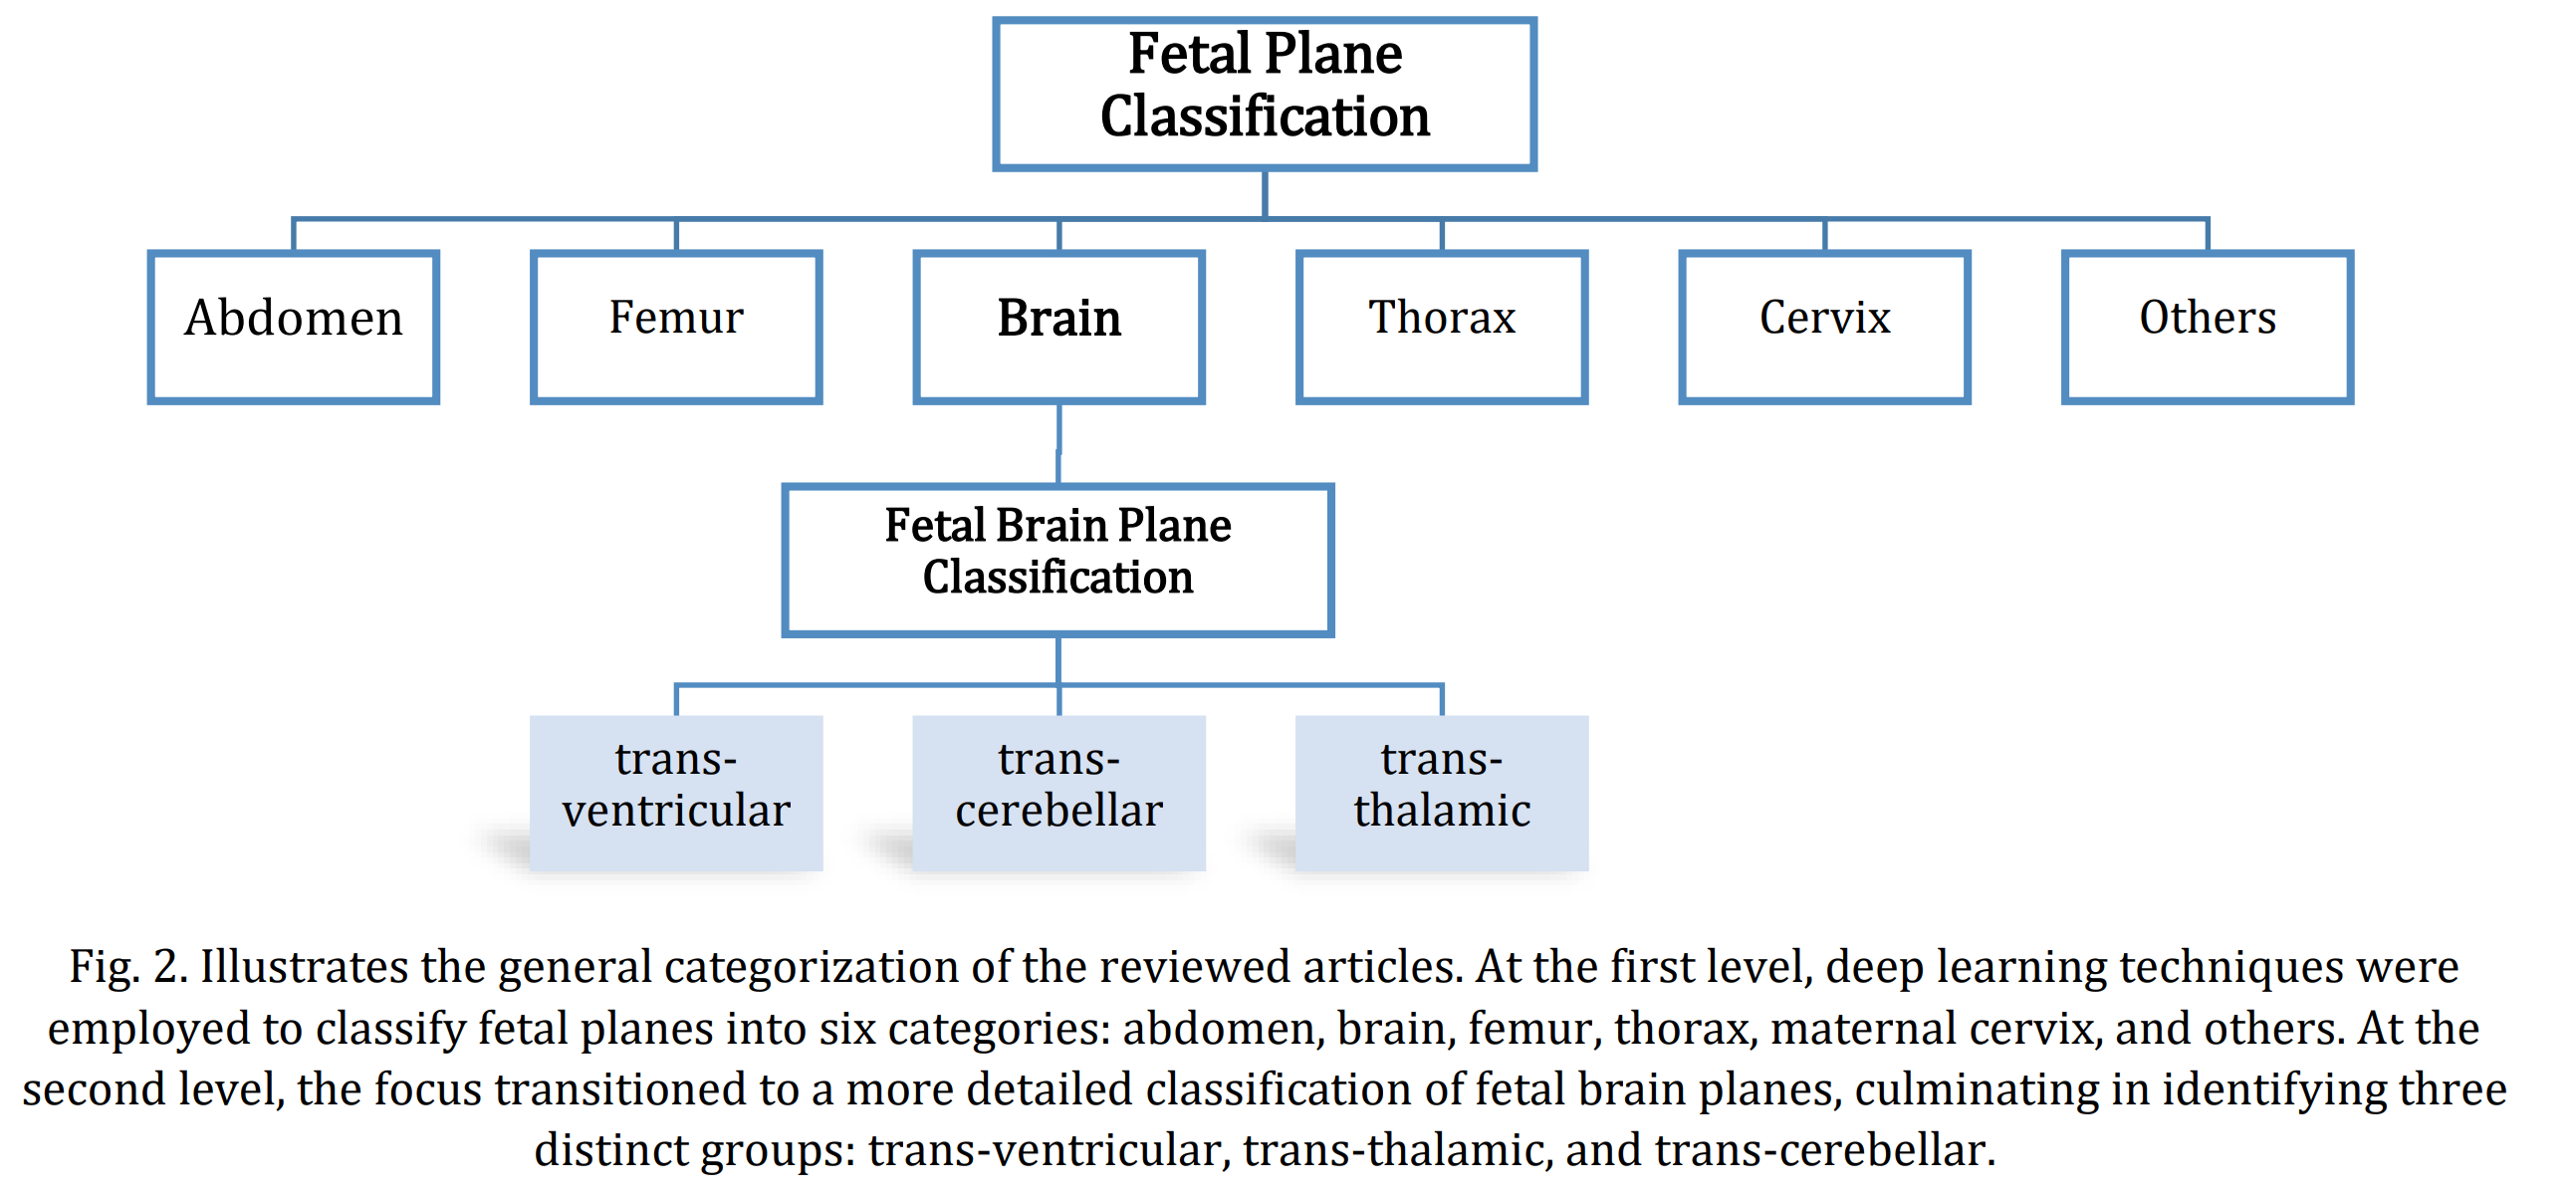 Fetal Plane
Classification
Abdomen
Femur
Brain
Thorax
Cervix
Others
Fetal Brain Plane
Classification
trans-
ventricular
trans-
cerebellar
trans-
thalamic
Fig. 2. Illustrates the general categorization of the reviewed articles. At the first level, deep learning techniques were
employed to classify fetal planes into six categories: abdomen, brain, femur, thorax, maternal cervix, and others. At the
second level, the focus transitioned to a more detailed classification of fetal brain planes, culminating in identifying three
distinct groups: trans-ventricular, trans-thalamic, and trans-cerebellar.